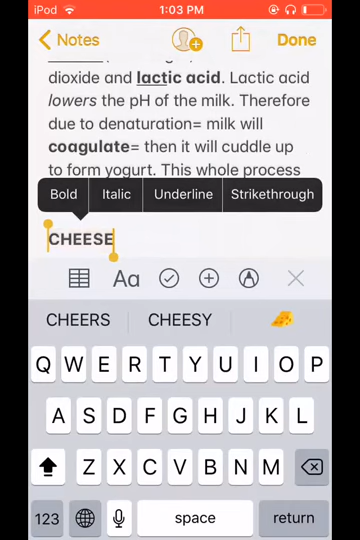 iPod 1:03 PM
Notes Done
dioxide and lactic acid. Lactic acid
lowers the pH of the milk. Therefore
due to denaturation= milk will
coagulate= then it will cuddle up
to form yogurt. This whole process
Bold Italic Underline Strikethrough
CHEESE
Aa
CHEERS CHEESY
Q W E R T Y U I O P
A S D F G H J K L
Z X C V B N M
123 space return